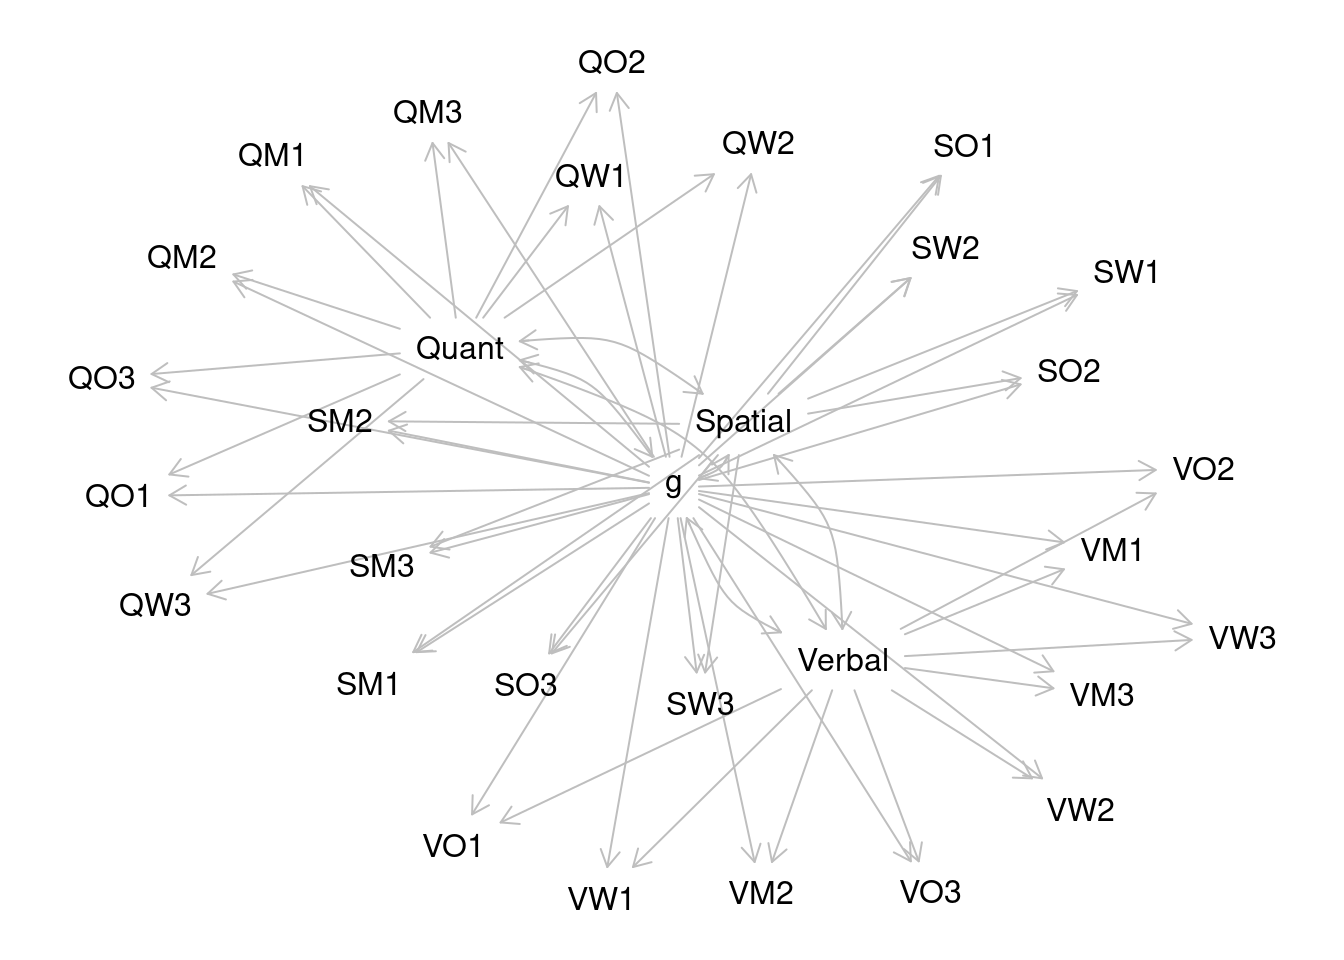 QO2
QM3
QW2
SO1
QM1
QW1
SW2
QM2
SW1
Quant
SO2
QO3
SM2
Spatial
VO2
g
QO1
VM1
SM3
QW3
VW3
Verbal
SM1
SO3
VM3
SW3
VW2
VO1
VM2
VO3
VW1